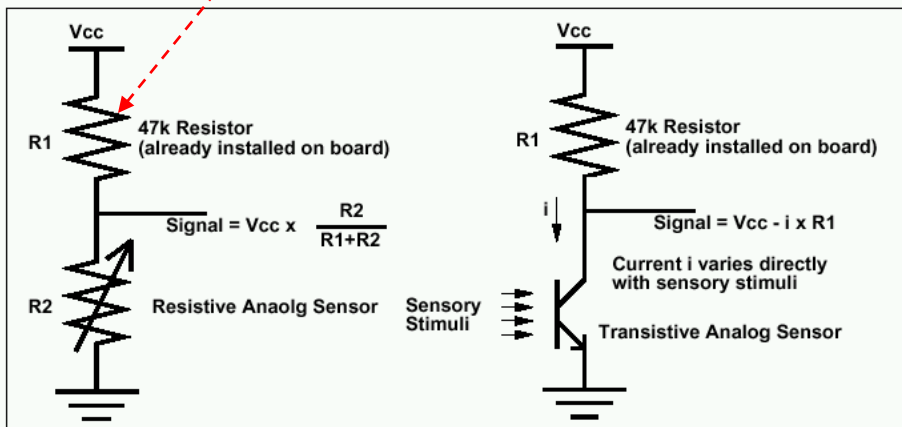 Vcc
R1
47k Resistor
(already installed on board)
Signal = Vcc x R2
R1+R2
R2
Resistive Anaolg Sensor
Vcc
R1
47k Resistor
(already installed on board)
i
Signal = Vcc - i x R1
Current i varies directly
with sensory stimuli
Sensory
Stimuli
Transistive Analog Sensor